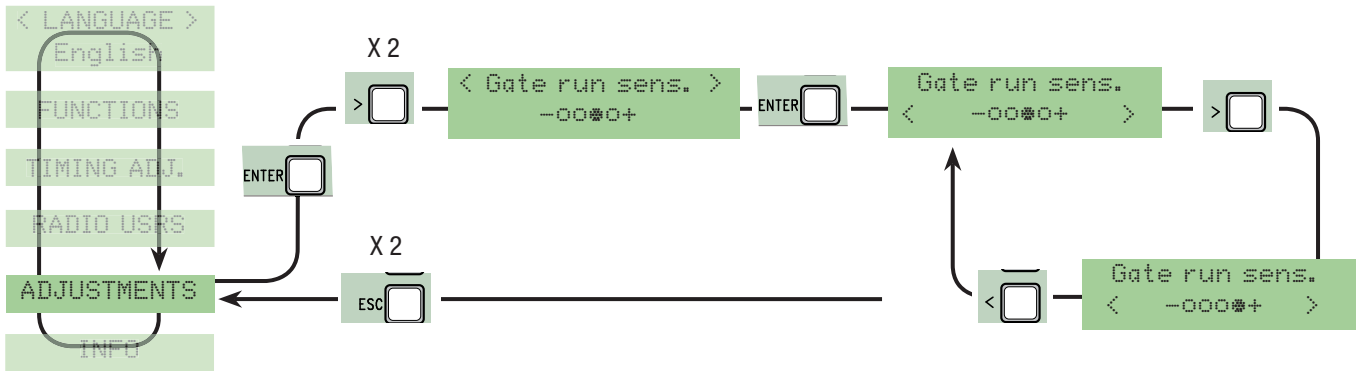 < LANGUAGE >
English
FUNCTIONS
TIMING ADJ.
RADIO USRS
ADJUSTMENTS
INFO
ENTER
X 2
>
< Gate run sens. >
-oo●o+
ENTER
Gate run sens.
< -oo●o+ >
>
Gate run sens.
< -ooo●+ >
<
X 2
ESC